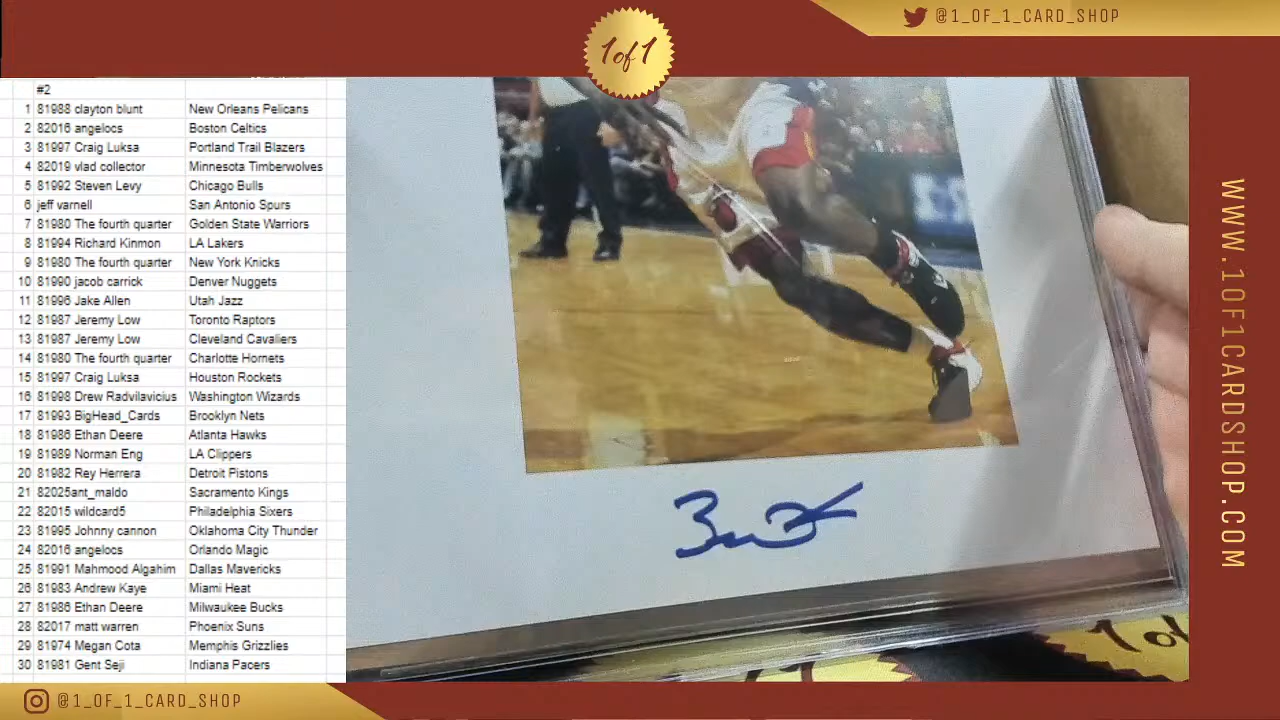 @1_OF_1_CARD_SHOP
1of1
#2
1 81988 clayton blunt New Orleans Pelicans
2 82016 angelocs Boston Celtics
3 81997 Craig Luksa Portland Trail Blazers
4 82019 vlad collector Minnesota Timberwolves
5 81992 Steven Levy Chicago Bulls
6 jeff varnell San Antonio Spurs
7 81980 The fourth quarter Golden State Warriors
8 81994 Richard Kinmon LA Lakers
9 81980 The fourth quarter New York Knicks
10 81990 jacob carrick Denver Nuggets
11 81996 Jake Allen Utah Jazz
12 81987 Jeremy Low Toronto Raptors
13 81987 Jeremy Low Cleveland Cavaliers
14 81980 The fourth quarter Charlotte Hornets
15 81997 Craig Luksa Houston Rockets
16 81998 Drew Radvilavicius Washington Wizards
17 81993 BigHead_Cards Brooklyn Nets
18 81986 Ethan Deere Atlanta Hawks
19 81989 Norman Eng LA Clippers
20 81982 Rey Herrera Detroit Pistons
21 82025ant_maldo Sacramento Kings
22 82015 wildcard5 Philadelphia Sixers
23 81995 Johnny cannon Oklahoma City Thunder
24 82016 angelocs Orlando Magic
25 81991 Mahmood Algahim Dallas Mavericks
26 81983 Andrew Kaye Miami Heat
27 81986 Ethan Deere Milwaukee Bucks
28 82017 matt warren Phoenix Suns
29 81974 Megan Cota Memphis Grizzlies
30 81981 Gent Seji Indiana Pacers
WWW.1OF1CARDSHOP.COM
@1_OF_1_CARD_SHOP